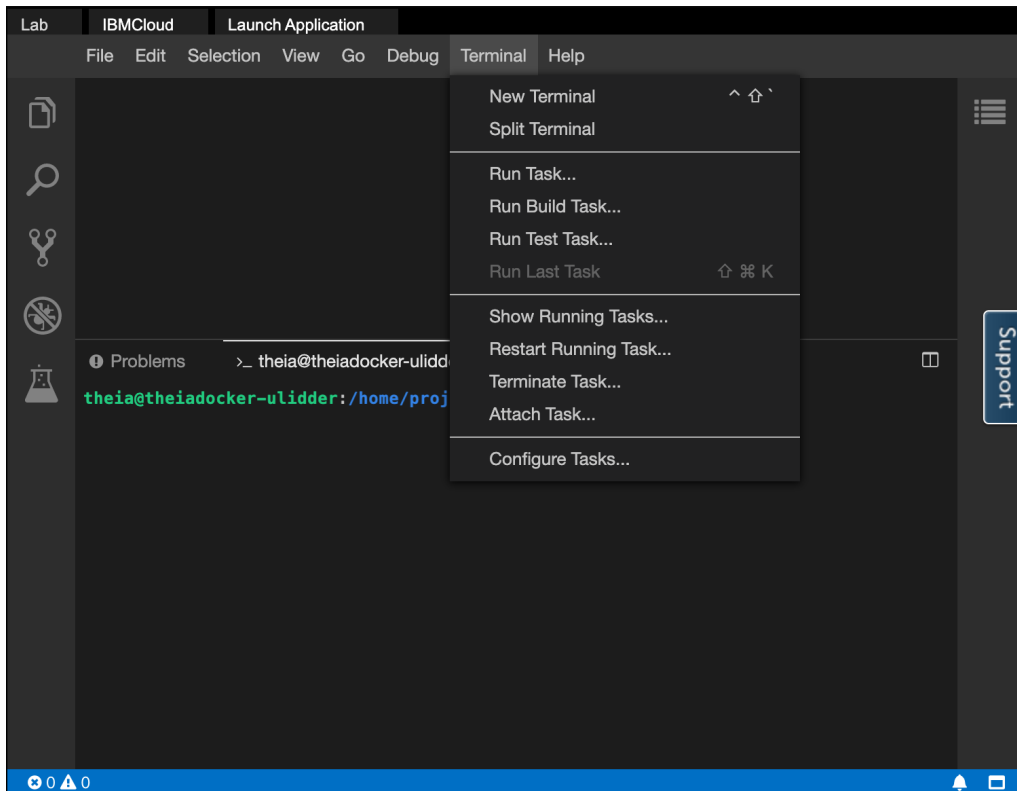 Lab IBMCloud Launch Application
File Edit Selection View Go Debug Terminal Help
New Terminal ^ ⇧ `
Split Terminal
Run Task...
Run Build Task...
Run Test Task...
Run Last Task ⇧ ⌘ K
Show Running Tasks...
Restart Running Task...
Terminate Task...
Attach Task...
Configure Tasks...
Problems >_ theia@theiadocker-ulidde
theia@theiadocker-ulidder:/home/proj
Support
0 0